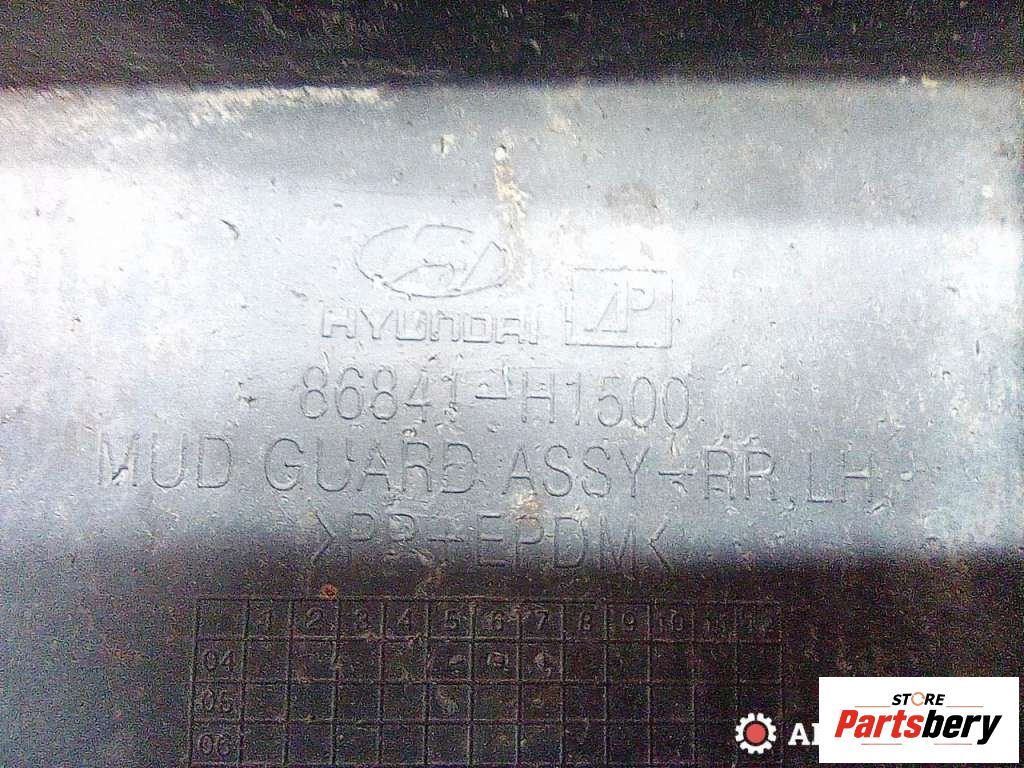 HYUNDAI AP
86841-H1500
MUD GUARD ASSY-RR,LH
>PP+EPDM<
1 2 3 4 5 6 7 8 9 10 11 12
04
05
06
STORE
Partsbery